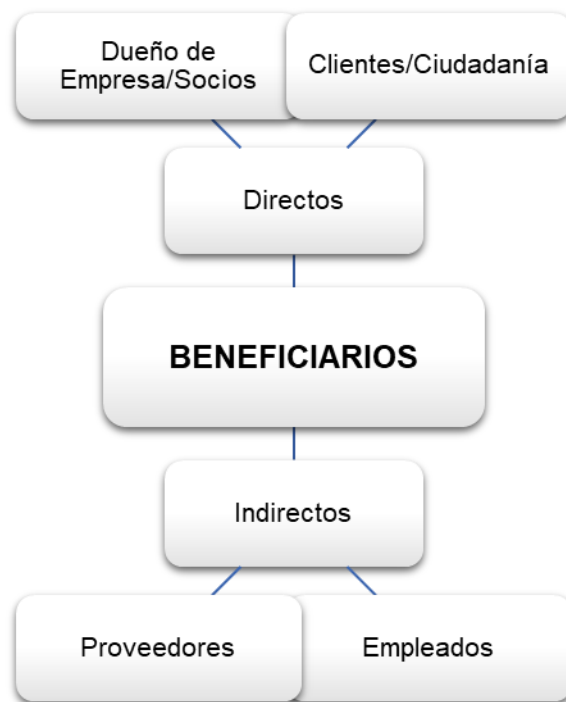 Dueño de
Empresa/Socios
Clientes/Ciudadanía
Directos
BENEFICIARIOS
Indirectos
Proveedores
Empleados